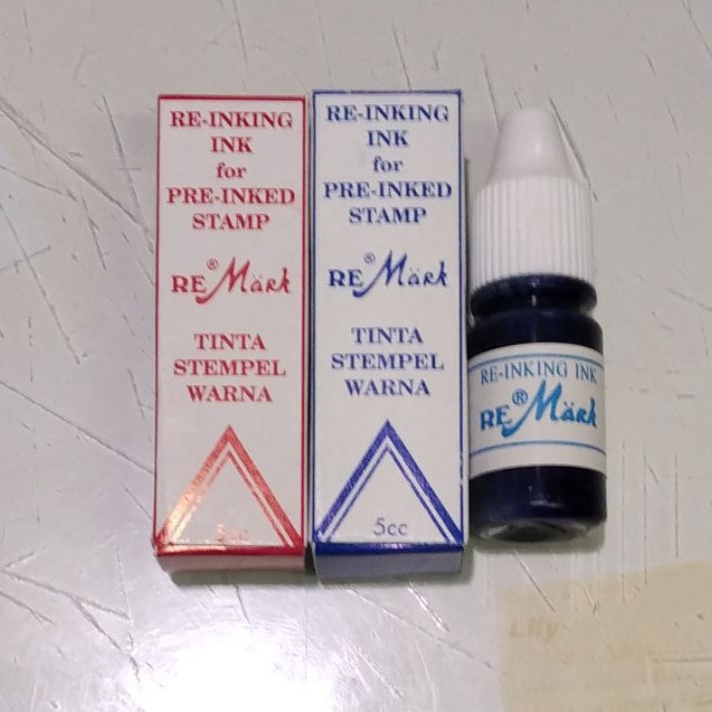 RE-INKING
INK
for
PRE-INKED
STAMP
RE®Märk
TINTA
STEMPEL
WARNA
5cc
RE-INKING
INK
for
PRE-INKED
STAMP
RE®Märk
TINTA
STEMPEL
WARNA
5cc
RE-INKING INK
RE®Märk
Lily